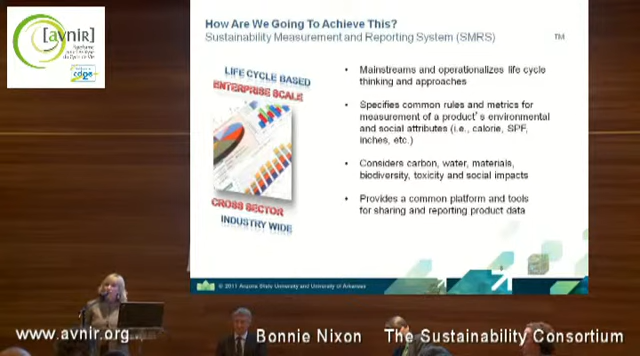 [avniR]
How Are We Going To Achieve This?
Sustainability Measurement and Reporting System (SMRS)
TM
LIFE CYCLE BASED
ENTERPRISE SCALE
CROSS SECTOR
INDUSTRY WIDE
• Mainstreams and operationalizes life cycle
thinking and approaches
• Specifies common rules and metrics for
measurement of a product's environmental
and social attributes (i.e., calorie, SPF,
inches, etc.)
• Considers carbon, water, materials,
biodiversity, toxicity and social impacts
• Provides a common platform and tools
for sharing and reporting product data
© 2011 Arizona State University and University of Arkansas
www.avnir.org
Bonnie Nixon The Sustainability Consortium